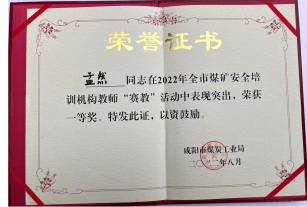 荣誉证书
孟然 同志在2022年全市煤矿安全培
训机构教师“赛教”活动中表现突出，荣获
一等奖。特发此证，以资鼓励。
咸阳市煤炭工业局
二〇二二年八月